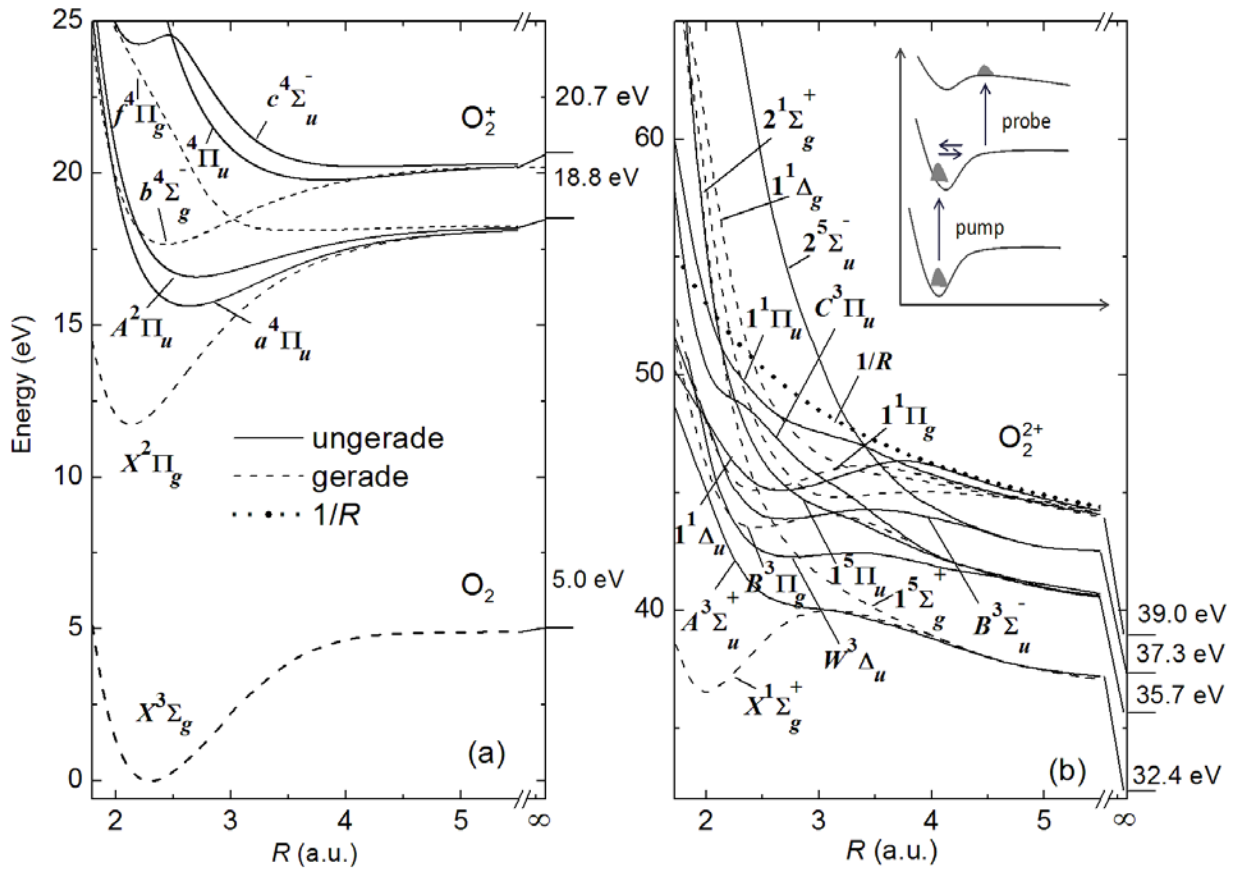 25
20
15
10
5
0
Energy (eV)
2
3
4
5
∞
R (a.u.)
f⁴Πg
⁴Πu
c⁴Σu⁻
O₂⁺
20.7 eV
18.8 eV
b⁴Σg⁻
A²Πu
a⁴Πu
X²Πg
ungerade
gerade
1/R
O₂
5.0 eV
X³Σg
(a)
60
50
40
2
3
4
5
∞
R (a.u.)
2¹Σg⁺
1¹Δg
2⁵Σu⁻
C³Πu
1¹Πu
1/R
1¹Πg
O₂²⁺
probe
pump
1¹Δu
B³Πg
1⁵Πu
1⁵Σg⁺
B³Σu⁻
A³Σu⁺
W³Δu
X¹Σg⁺
39.0 eV
37.3 eV
35.7 eV
32.4 eV
(b)